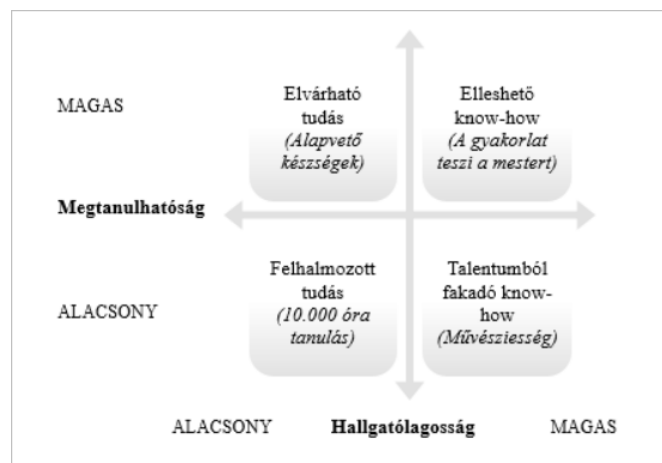 MAGAS
Elvárható
tudás
(Alapvető
készségek)
Elleshető
know-how
(A gyakorlat
teszi a mestert)
Megtanulhatóság
ALACSONY
Felhalmozott
tudás
(10.000 óra
tanulás)
Talentumból
fakadó know-
how
(Művésziesség)
ALACSONY
Hallgatólagosság
MAGAS